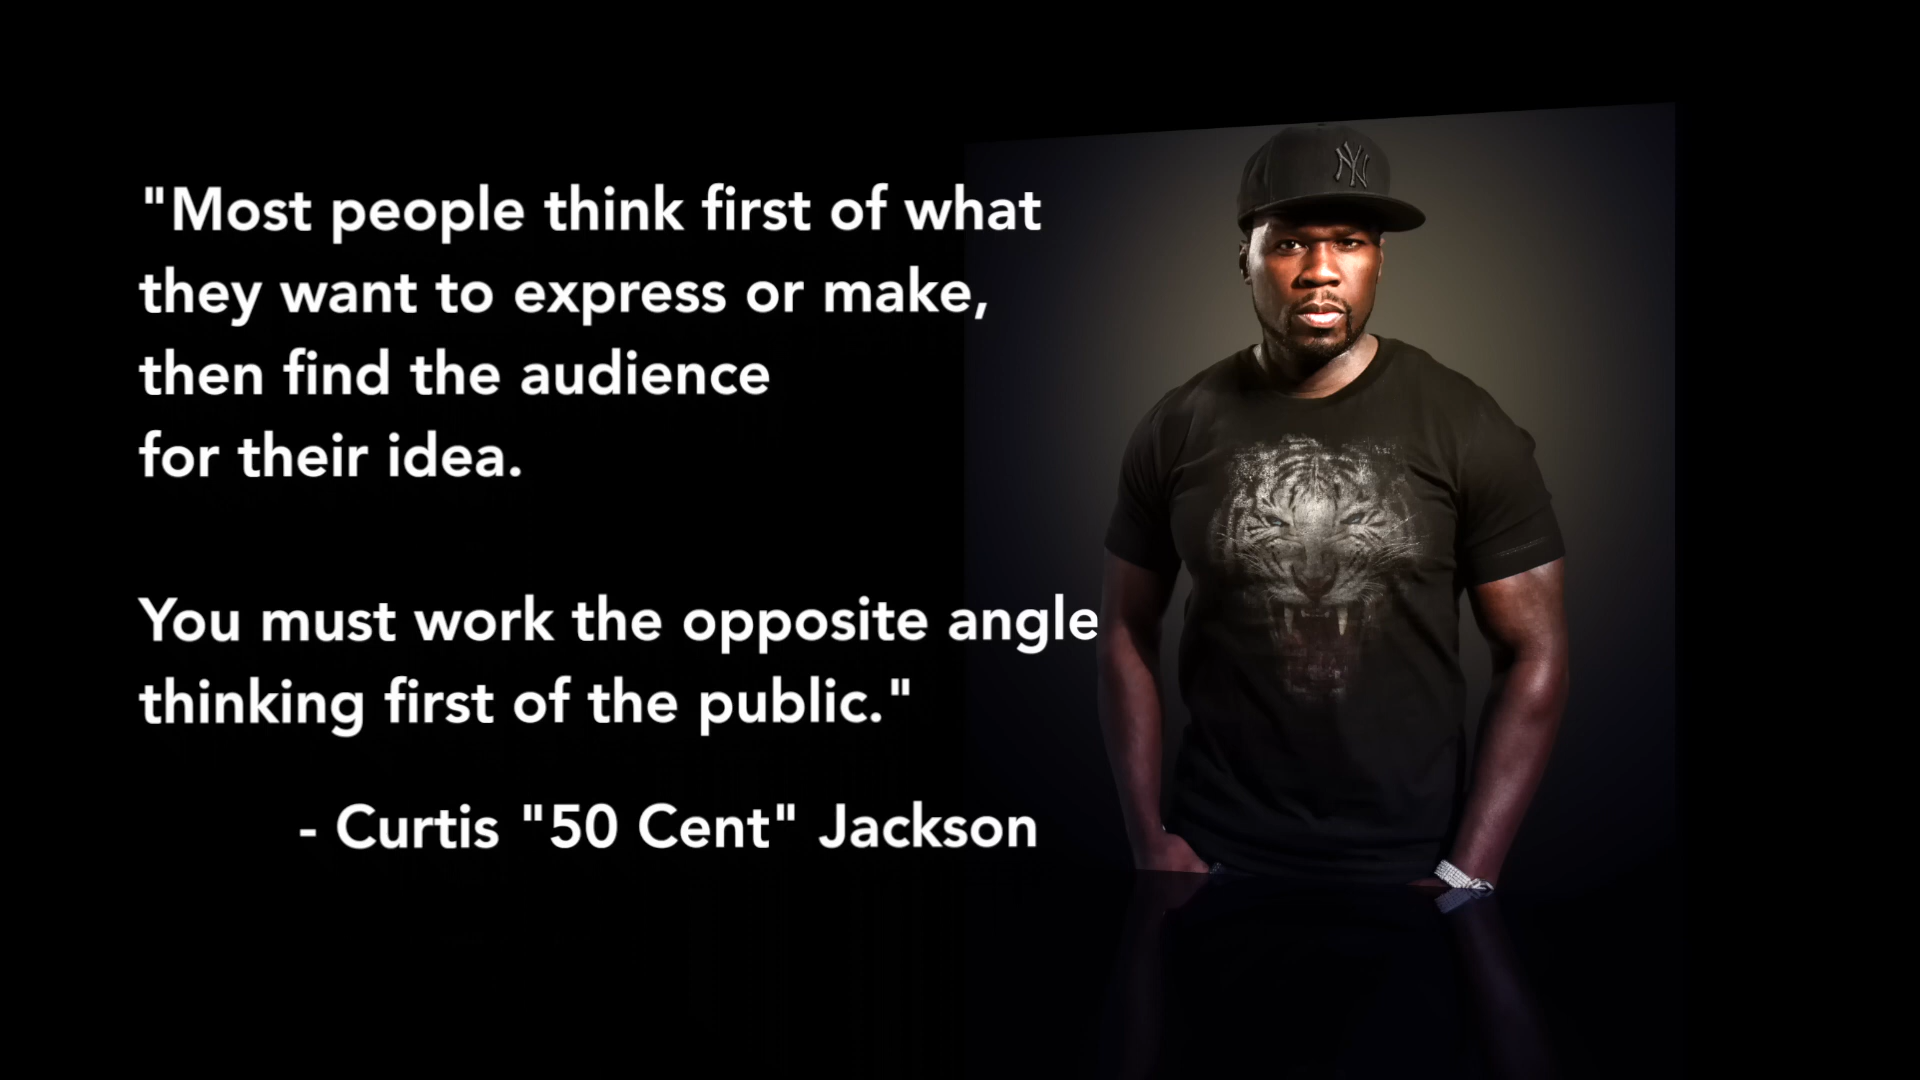 "Most people think first of what
they want to express or make,
then find the audience
for their idea.
You must work the opposite angle
thinking first of the public."
- Curtis "50 Cent" Jackson
NY